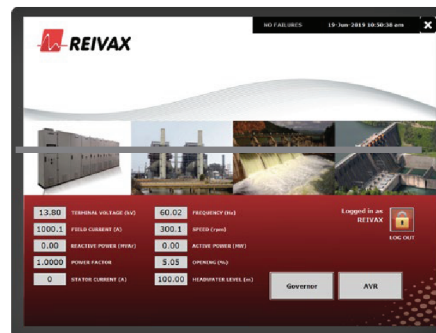 NO FAILURES 19-Jun-2019 10:50:38 am X
REIVAX
13.80 TERMINAL VOLTAGE (kV) 60.02 FREQUENCY (Hz)
1000.1 FIELD CURRENT (A) 300.1 SPEED (rpm)
0.00 REACTIVE POWER (MVAr) 0.00 ACTIVE POWER (MW)
1.0000 POWER FACTOR 5.05 OPENING (%)
0 STATOR CURRENT (A) 100.00 HEADWATER LEVEL (m)
Logged in as
REIVAX
LOG OUT
Governor AVR